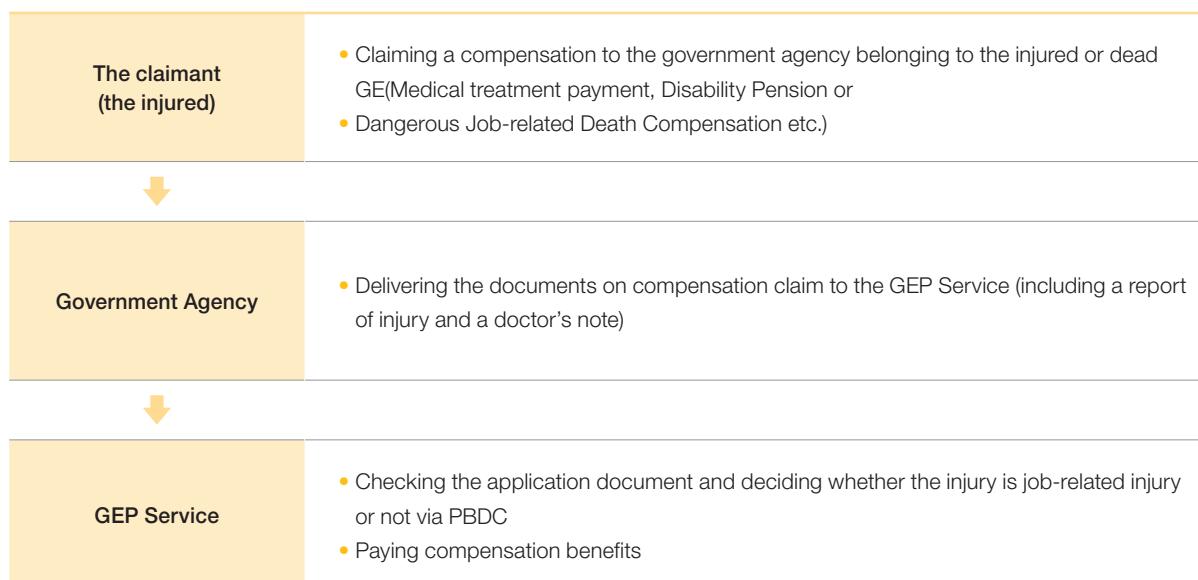 The claimant
(the injured)
• Claiming a compensation to the government agency belonging to the injured or dead
GE(Medical treatment payment, Disability Pension or
• Dangerous Job-related Death Compensation etc.)
Government Agency
• Delivering the documents on compensation claim to the GEP Service (including a report
of injury and a doctor’s note)
GEP Service
• Checking the application document and deciding whether the injury is job-related injury
or not via PBDC
• Paying compensation benefits